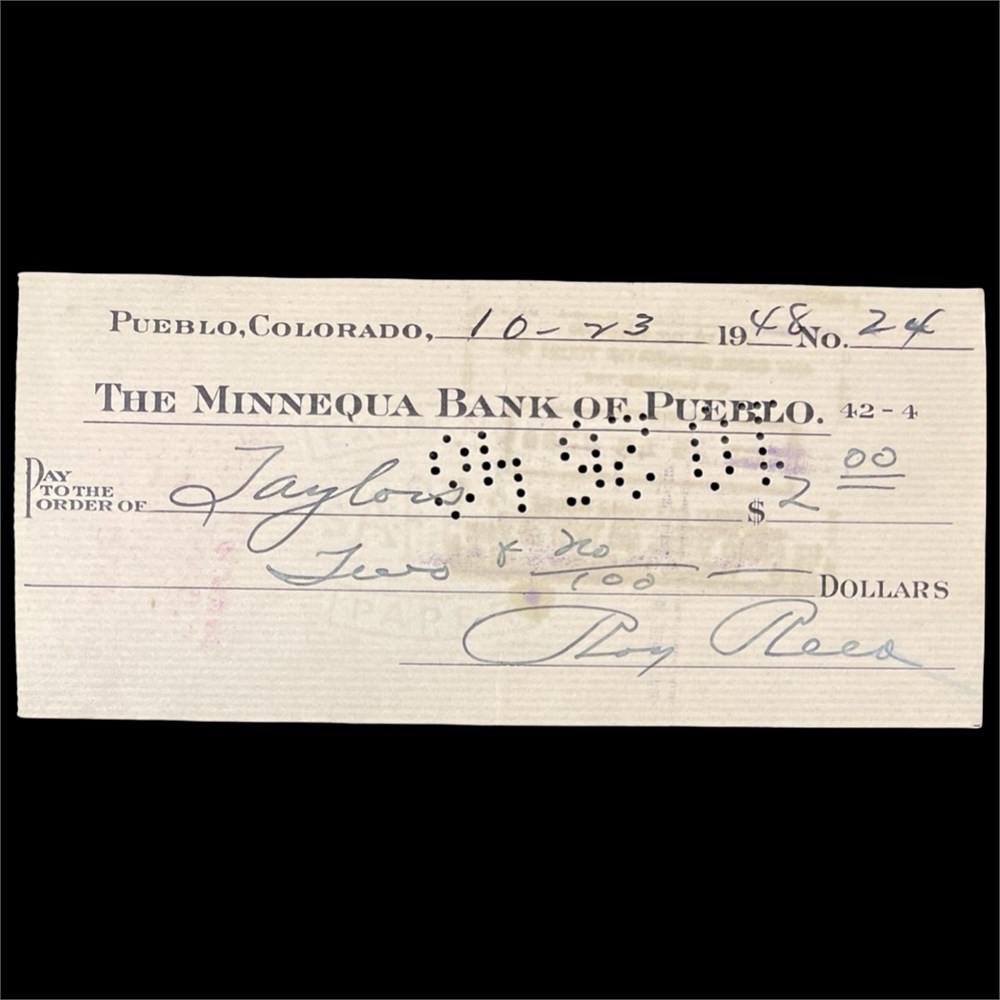 PUEBLO, COLORADO, 10-23 1948 No. 24
THE MINNEQUA BANK OF PUEBLO. 42-4
PAY TO THE ORDER OF Taylors $2 00
Two & no/100 DOLLARS
Roy Reed